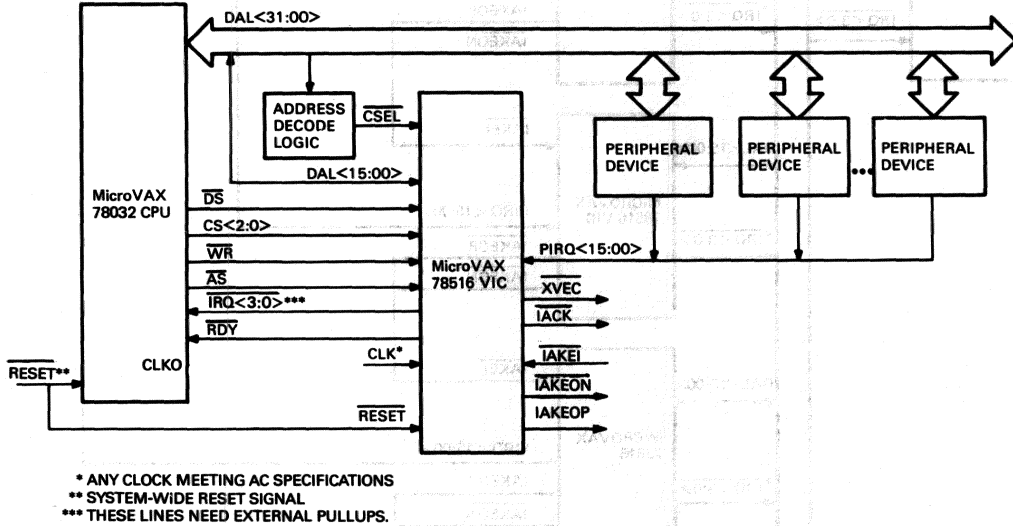 DAL<31:00>
ADDRESS
DECODE
LOGIC
CSEL
DAL<15:00>
MicroVAX
78032 CPU
DS
CS<2:0>
WR
AS
IRQ<3:0>***
RDY
CLKO
CLK*
RESET**
RESET
MicroVAX
78516 VIC
PERIPHERAL
DEVICE
PERIPHERAL
DEVICE
•••
PERIPHERAL
DEVICE
PIRQ<15:00>
XVEC
IACK
IAKEI
IAKEON
IAKEOP
* ANY CLOCK MEETING AC SPECIFICATIONS
** SYSTEM-WIDE RESET SIGNAL
*** THESE LINES NEED EXTERNAL PULLUPS.